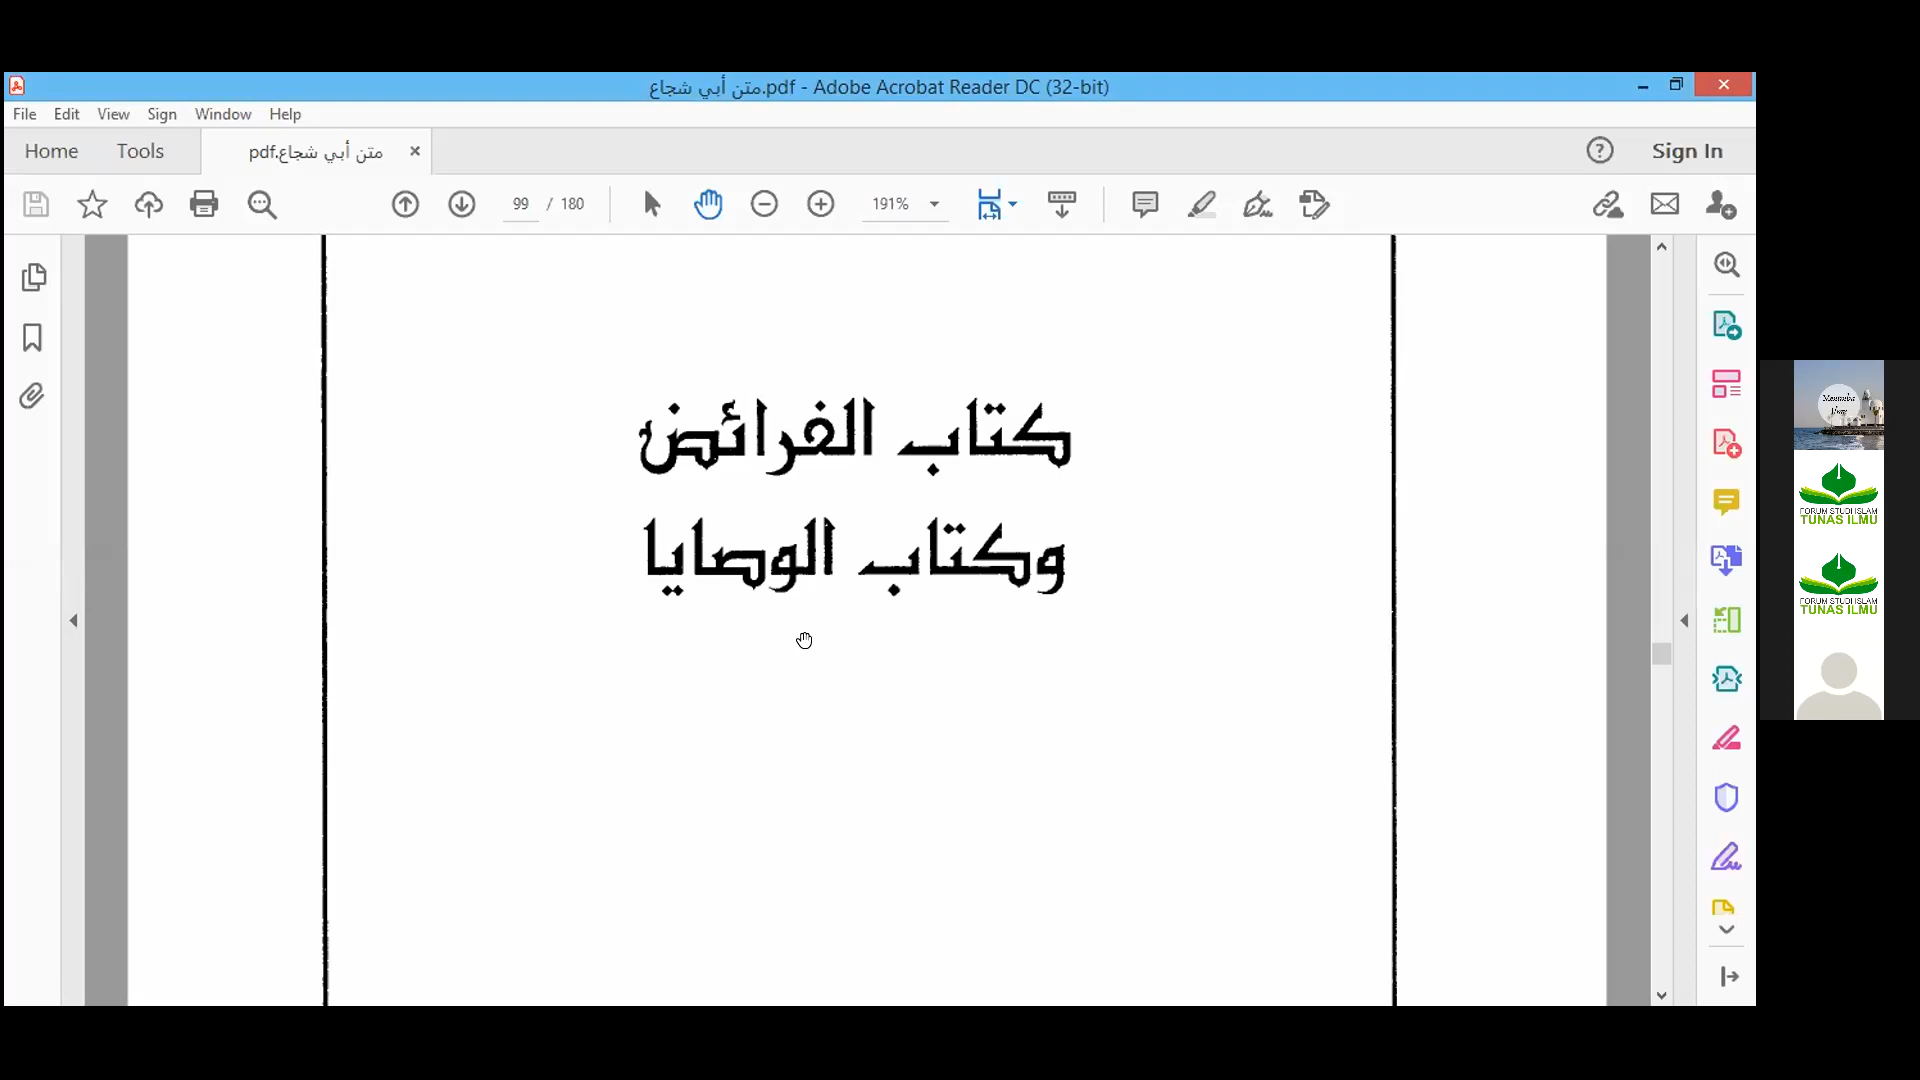 متن أبي شجاع.pdf - Adobe Acrobat Reader DC (32-bit)
File Edit View Sign Window Help
Home Tools متن أبي شجاع.pdf Sign In
99 / 180 191%
كتاب الفرائض
وكتاب الوصايا
FORUM STUDI ISLAM
TUNAS ILMU
FORUM STUDI ISLAM
TUNAS ILMU